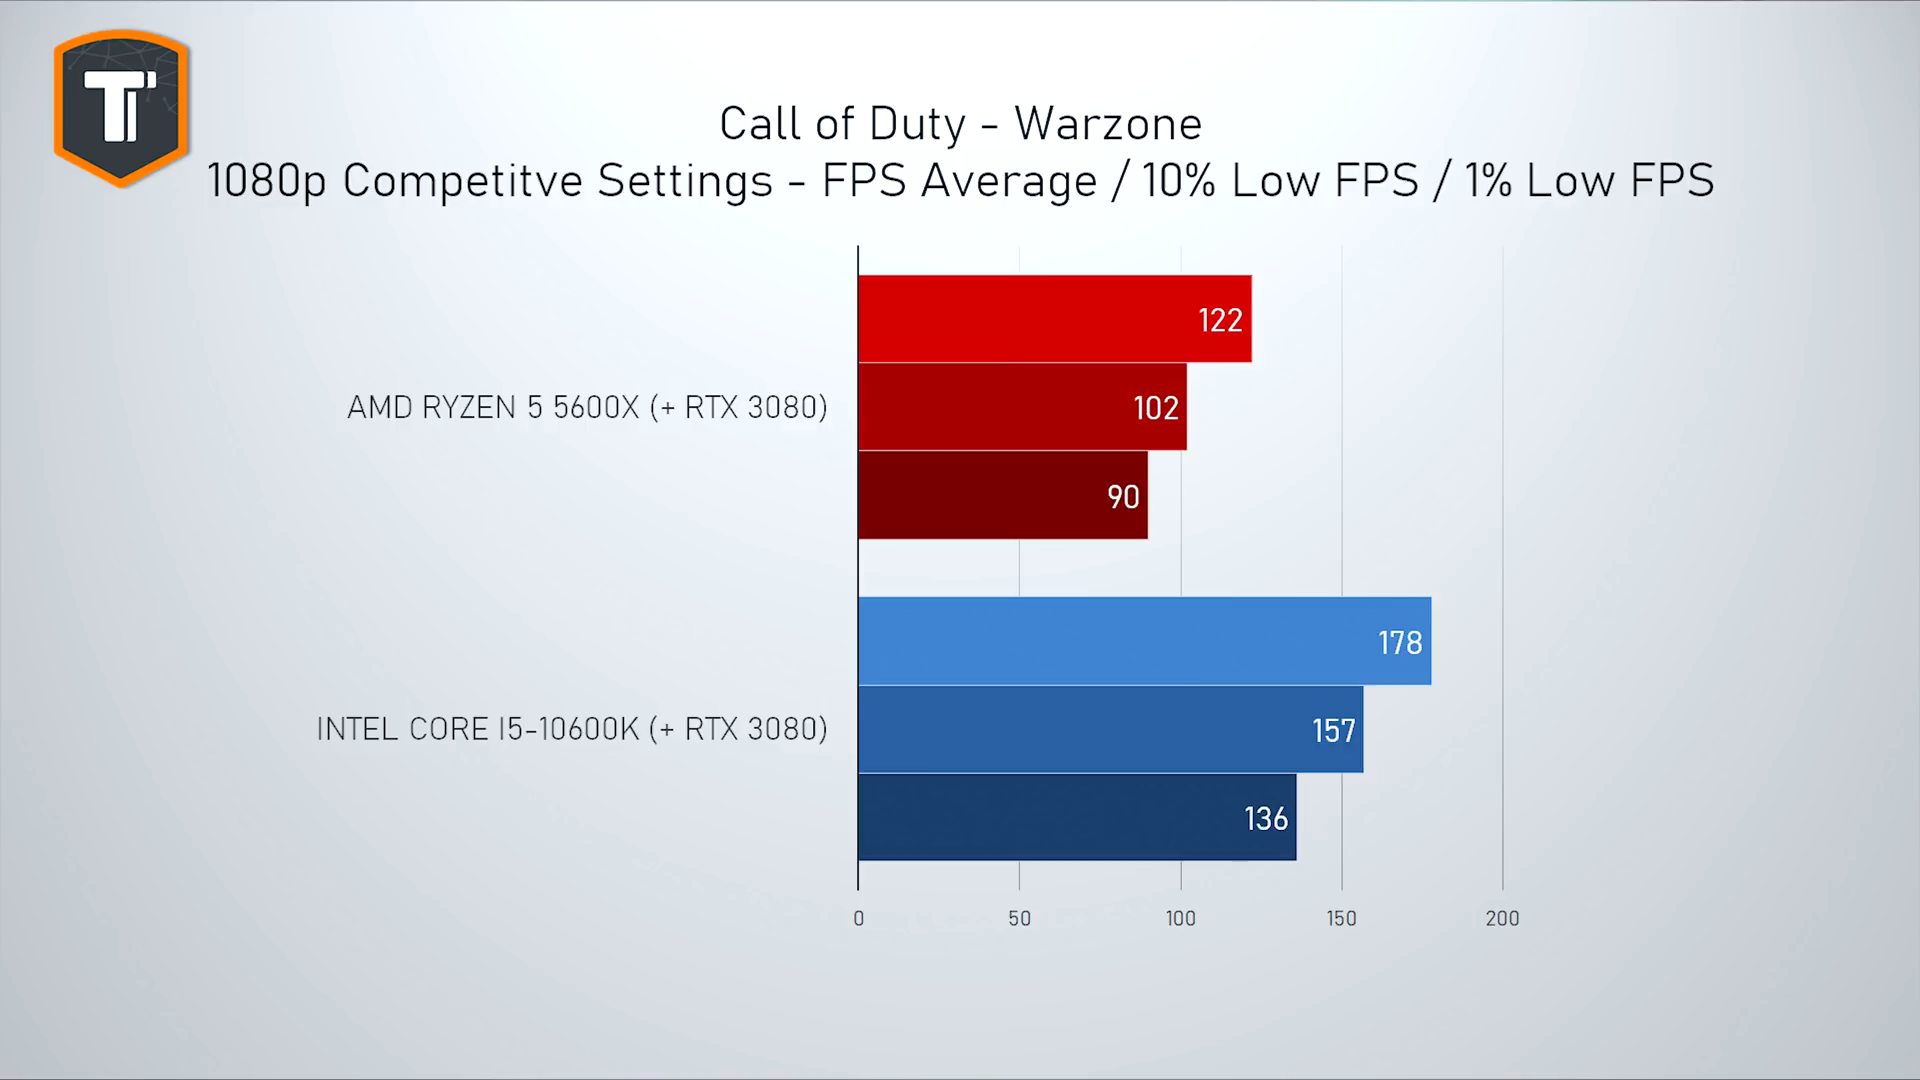 T
Call of Duty - Warzone
1080p Competitve Settings - FPS Average / 10% Low FPS / 1% Low FPS
122
AMD RYZEN 5 5600X (+ RTX 3080)
102
90
178
INTEL CORE I5-10600K (+ RTX 3080)
157
136
0 50 100 150 200